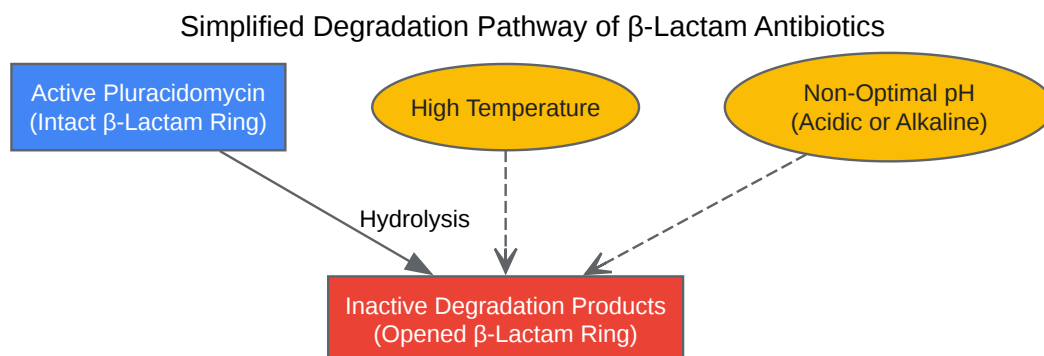 Simplified Degradation Pathway of β-Lactam Antibiotics
Active Pluracidomycin
(Intact β-Lactam Ring)
High Temperature
Non-Optimal pH
(Acidic or Alkaline)
Hydrolysis
Inactive Degradation Products
(Opened β-Lactam Ring)